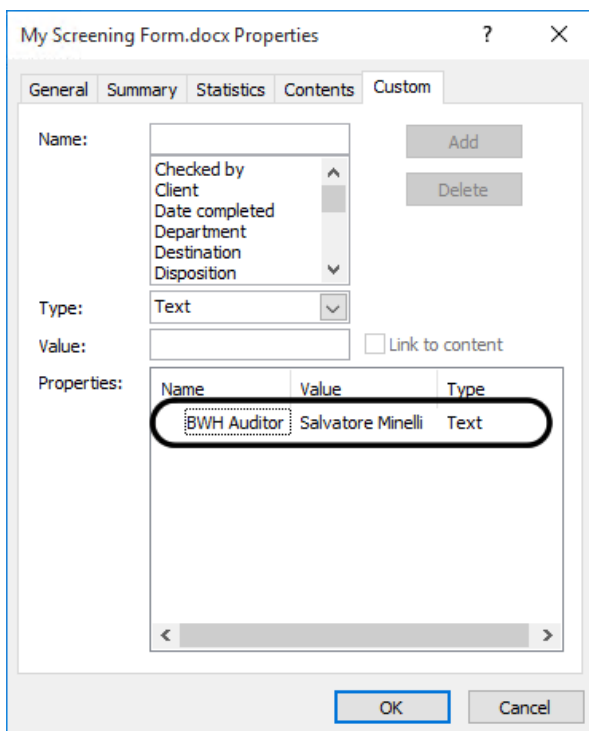 My Screening Form.docx Properties ? ×
General Summary Statistics Contents Custom
Name: Add
Checked by
Client
Date completed
Department
Destination
Disposition
Delete
Type: Text
Value: Link to content
Properties: Name Value Type
BWH Auditor Salvatore Minelli Text
OK Cancel